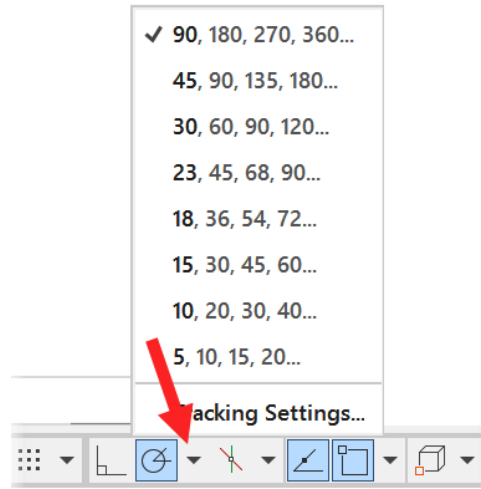 90, 180, 270, 360...
45, 90, 135, 180...
30, 60, 90, 120...
23, 45, 68, 90...
18, 36, 54, 72...
15, 30, 45, 60...
10, 20, 30, 40...
5, 10, 15, 20...
Settings...